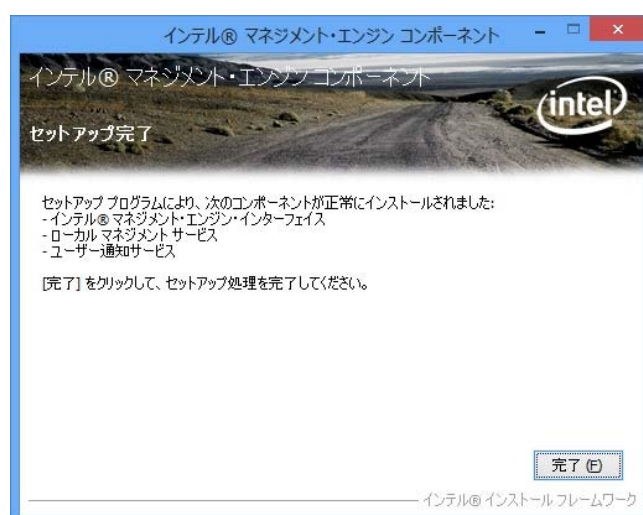 インテル® マネジメント・エンジン コンポーネント
インテル® マネジメント・エンジン コンポーネント
intel
セットアップ完了
セットアップ プログラムにより、次のコンポーネントが正常にインストールされました:
- インテル® マネジメント・エンジン・インターフェイス
- ローカル マネジメント サービス
- ユーザー通知サービス
[完了] をクリックして、セットアップ処理を完了してください。
完了 (F)
インテル® インストール フレームワーク